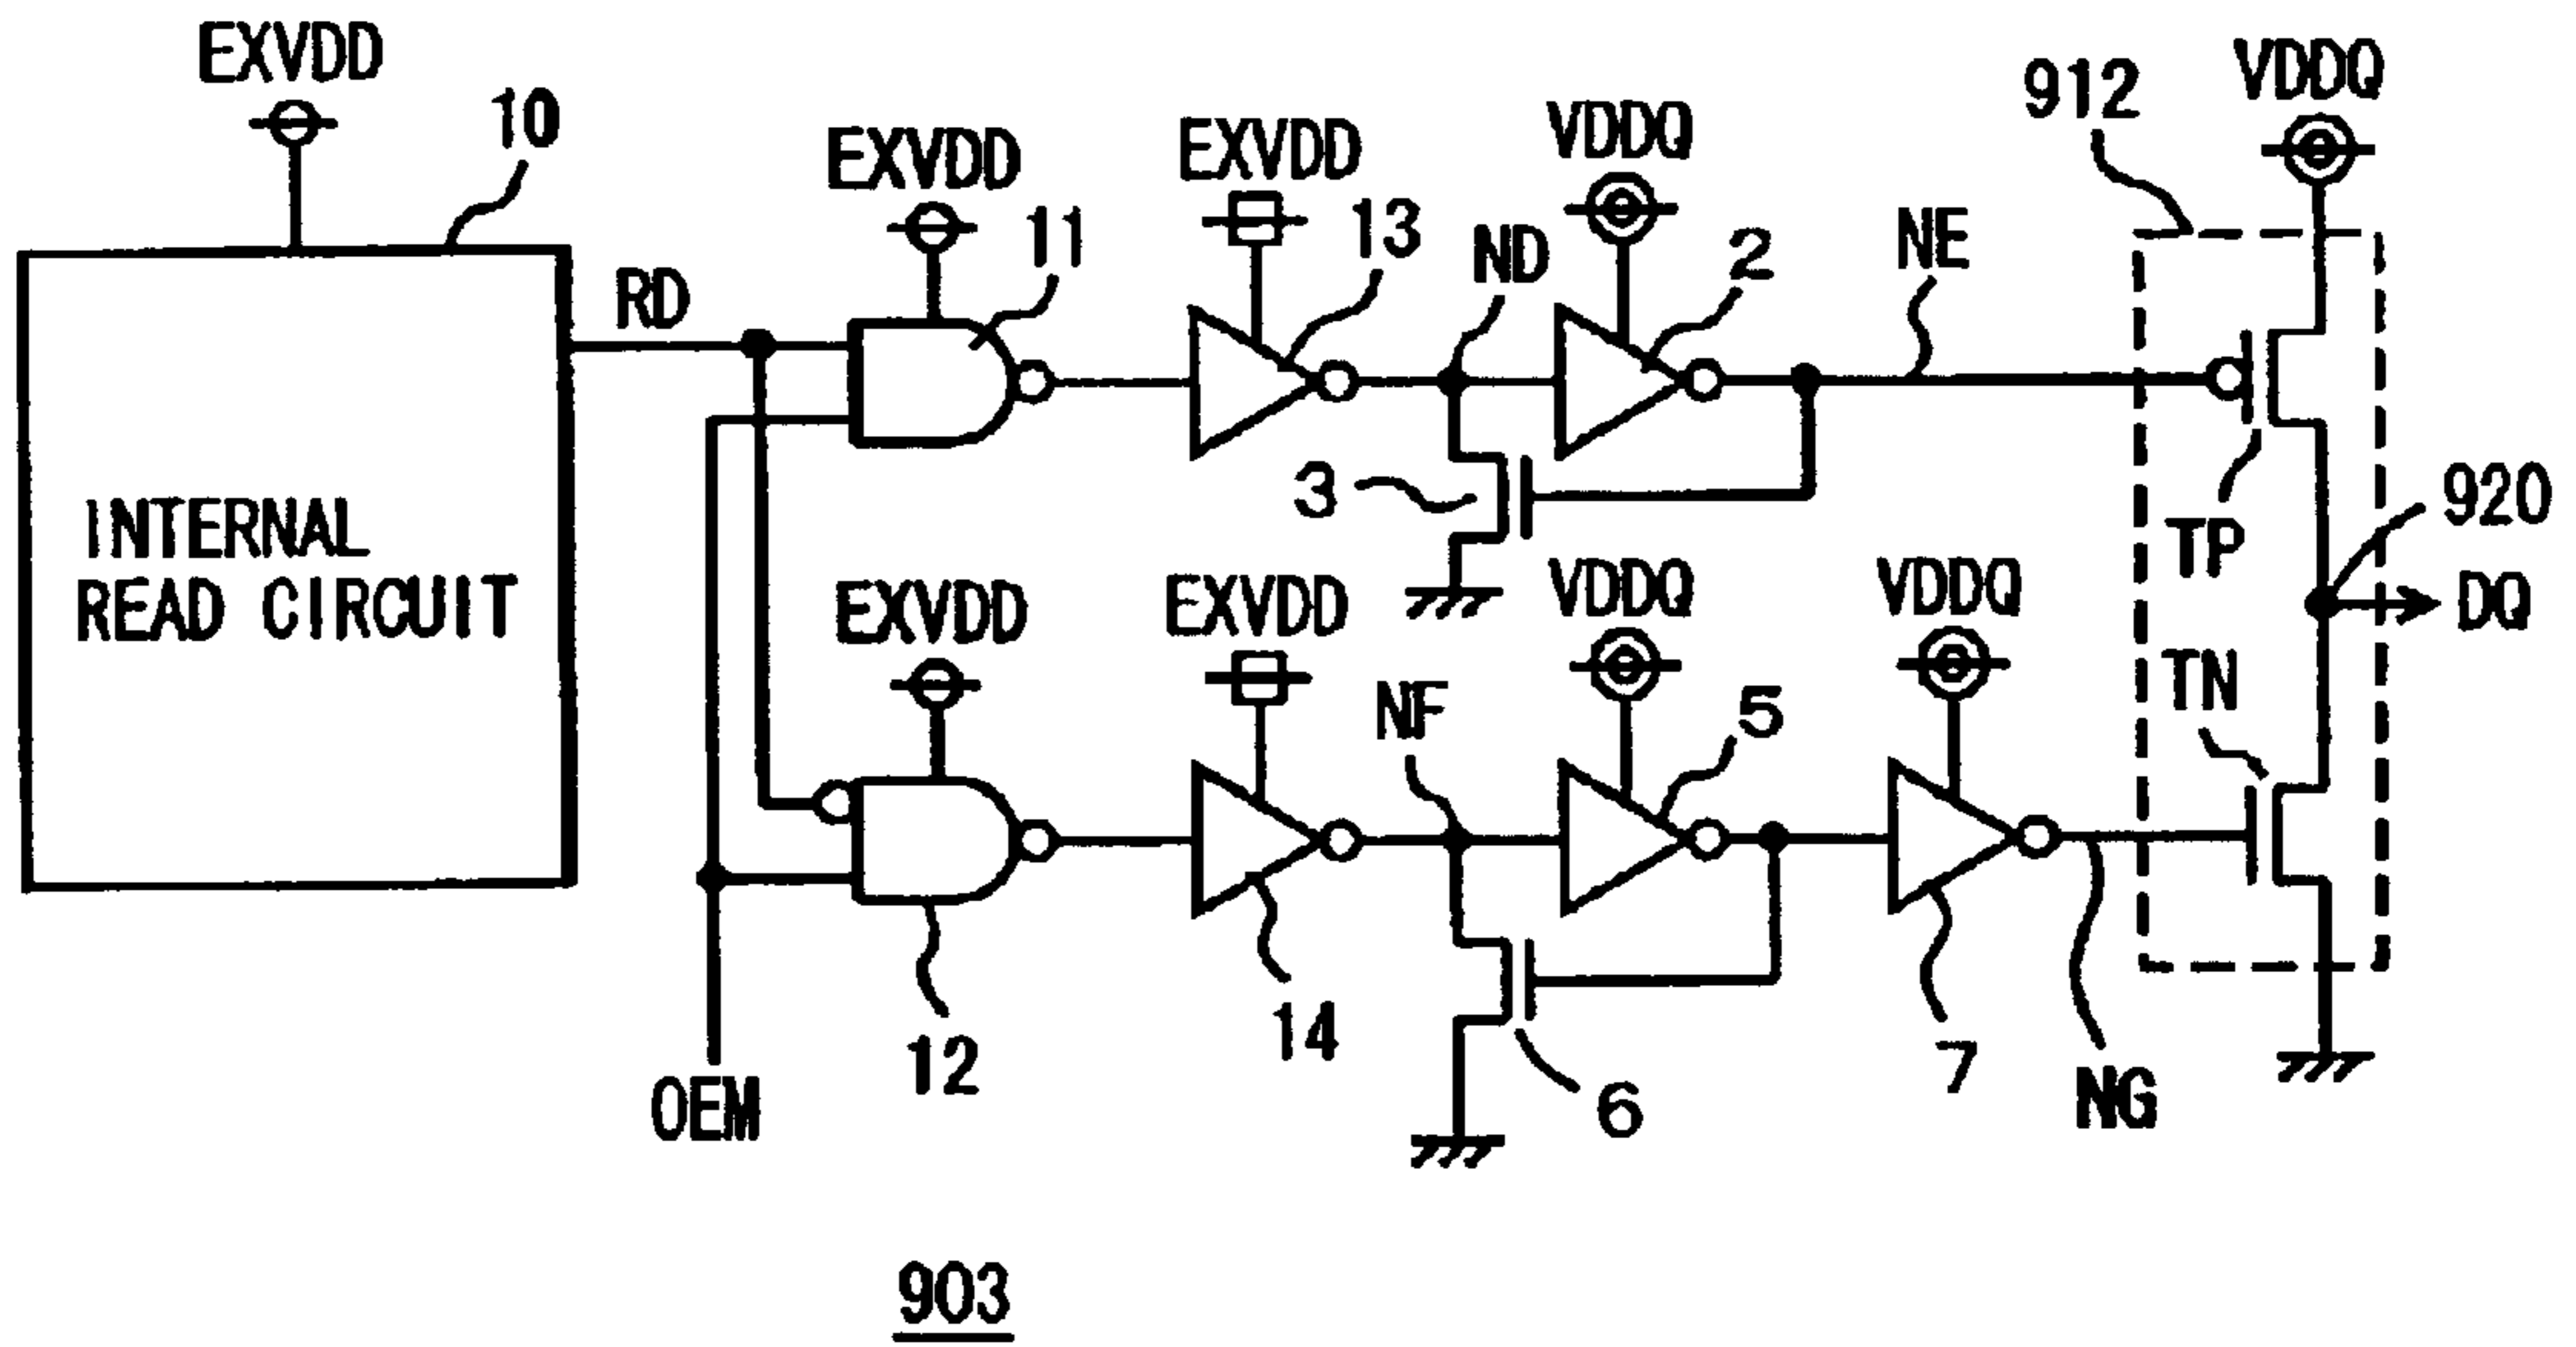 EXVDD
10
EXVDD
11
EXVDD
13
VDDQ
2
ND
NE
912
VDDQ
RD
INTERNAL
READ CIRCUIT
3
TP
920
DQ
EXVDD
EXVDD
NF
VDDQ
5
VDDQ
TN
12
14
6
7
NG
OEM
903